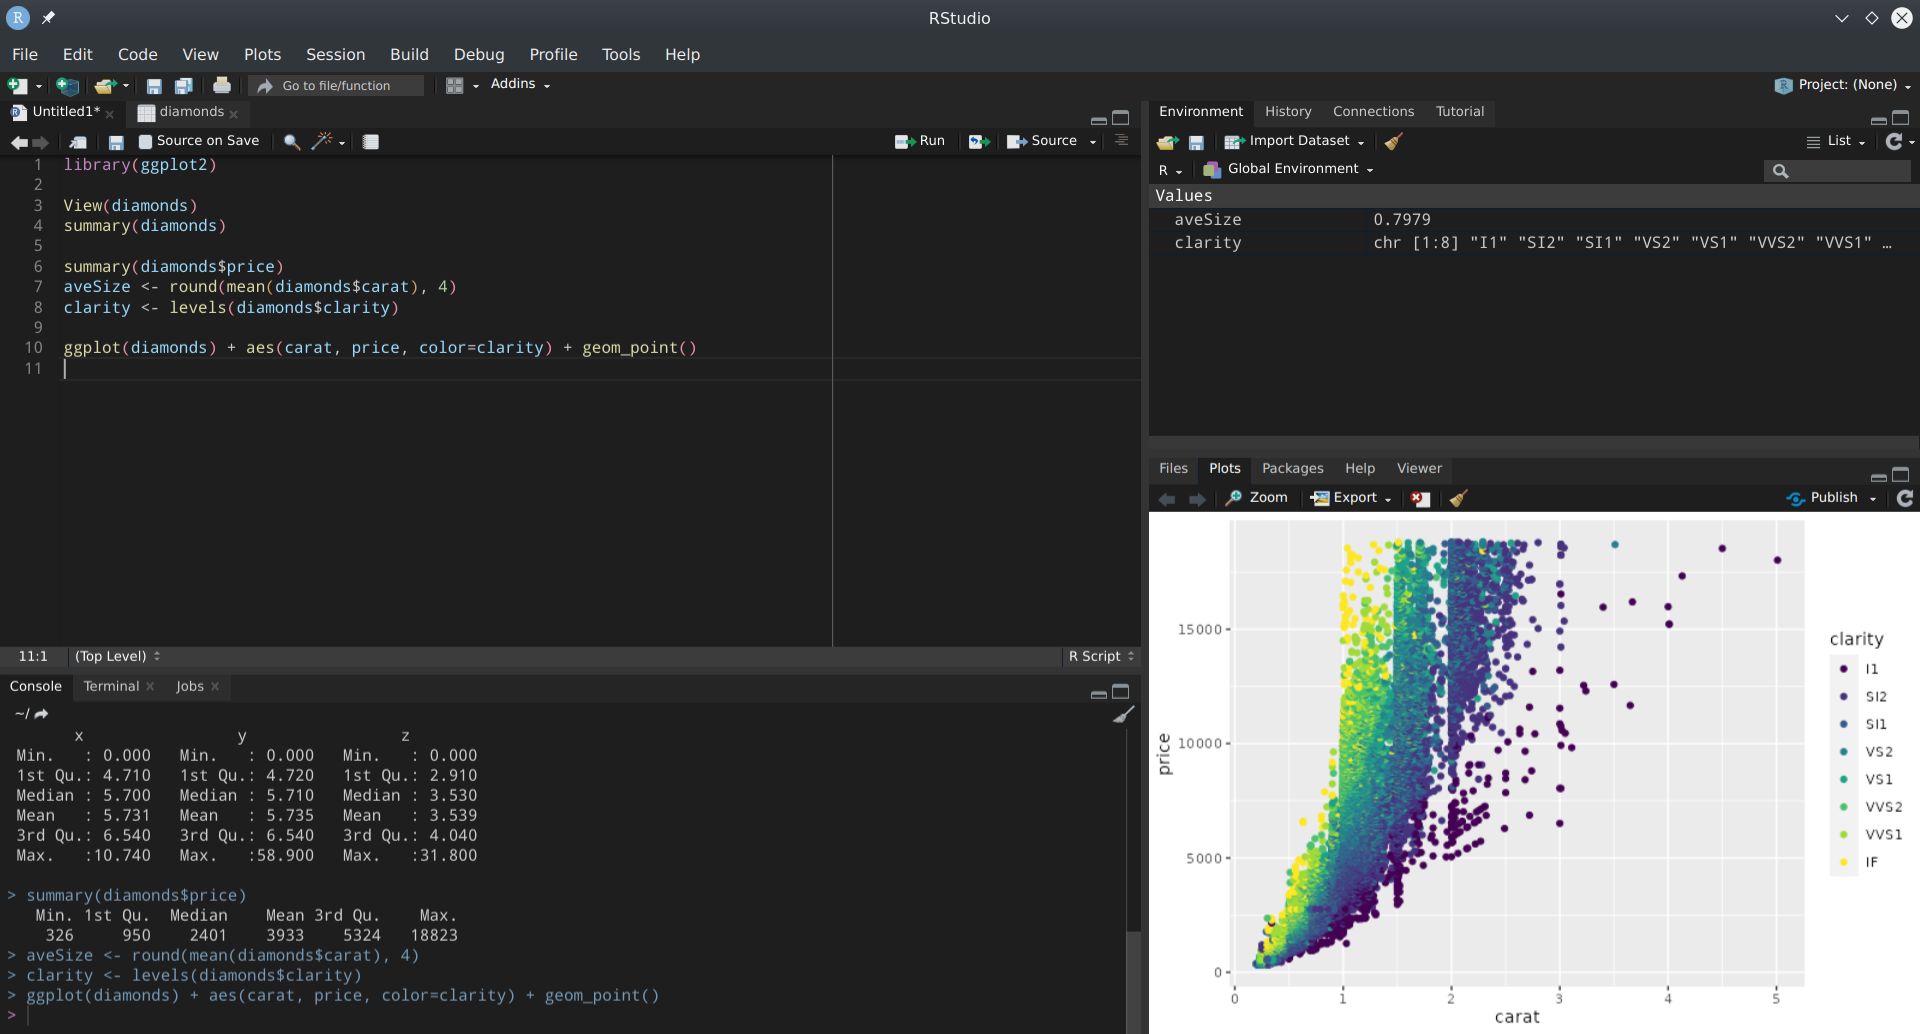 RStudio
File Edit Code View Plots Session Build Debug Profile Tools Help
Go to file/function Addins Project: (None)
Untitled1* diamonds
Source on Save Run Source
1 library(ggplot2)
2
3 View(diamonds)
4 summary(diamonds)
5
6 summary(diamonds$price)
7 aveSize <- round(mean(diamonds$carat), 4)
8 clarity <- levels(diamonds$clarity)
9
10 ggplot(diamonds) + aes(carat, price, color=clarity) + geom_point()
11
11:1 (Top Level) R Script
Console Terminal Jobs
~/
x y z
Min. : 0.000 Min. : 0.000 Min. : 0.000
1st Qu.: 4.710 1st Qu.: 4.720 1st Qu.: 2.910
Median : 5.700 Median : 5.710 Median : 3.530
Mean : 5.731 Mean : 5.735 Mean : 3.539
3rd Qu.: 6.540 3rd Qu.: 6.540 3rd Qu.: 4.040
Max. :10.740 Max. :58.900 Max. :31.800
> summary(diamonds$price)
Min. 1st Qu. Median Mean 3rd Qu. Max.
326 950 2401 3933 5324 18823
> aveSize <- round(mean(diamonds$carat), 4)
> clarity <- levels(diamonds$clarity)
> ggplot(diamonds) + aes(carat, price, color=clarity) + geom_point()
>
Environment History Connections Tutorial
Import Dataset List
R Global Environment
Values
aveSize 0.7979
clarity chr [1:8] "I1" "SI2" "SI1" "VS2" "VS1" "VVS2" "VVS1" …
Files Plots Packages Help Viewer
Zoom Export Publish
price
15000
10000
5000
0
0 1 2 3 4 5
carat
clarity
I1
SI2
SI1
VS2
VS1
VVS2
VVS1
IF